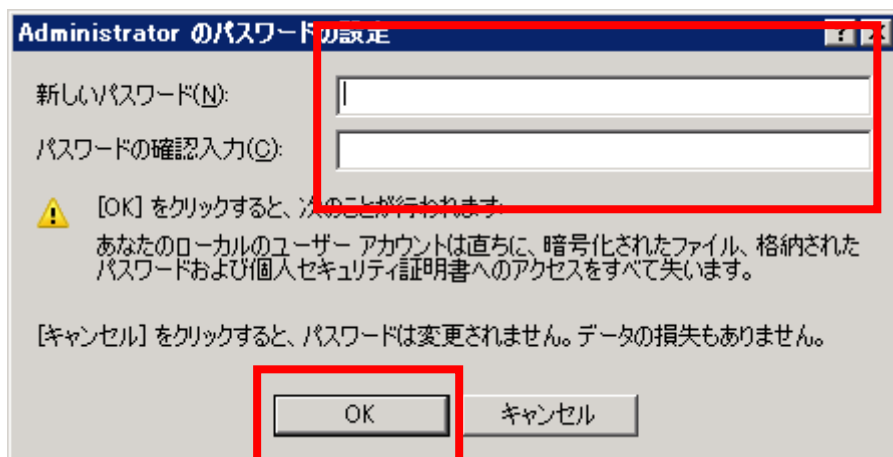 Administrator のパスワードの設定
新しいパスワード(N):
パスワードの確認入力(C):
[OK] をクリックすると、次のことが行われます:
あなたのローカルのユーザー アカウントは直ちに、暗号化されたファイル、格納された
パスワードおよび個人セキュリティ証明書へのアクセスをすべて失います。
[キャンセル] をクリックすると、パスワードは変更されません。データの損失もありません。
OK
キャンセル